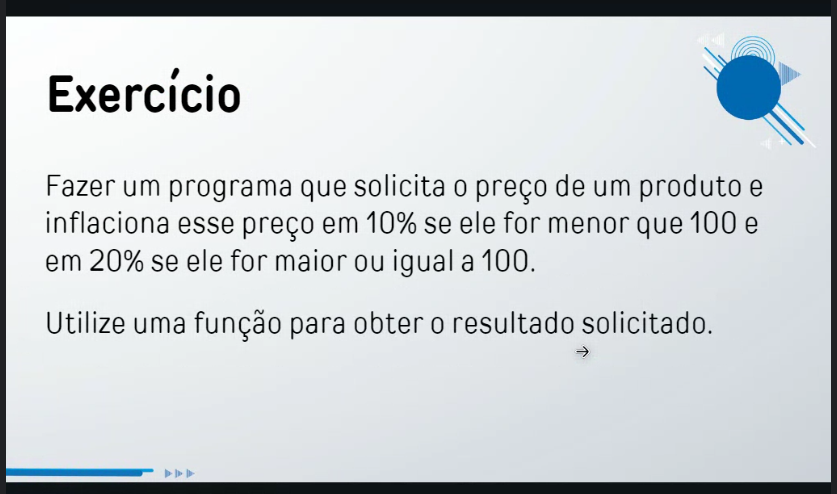 Exercício
Fazer um programa que solicita o preço de um produto e
inflaciona esse preço em 10% se ele for menor que 100 e
em 20% se ele for maior ou igual a 100.
Utilize uma função para obter o resultado solicitado.